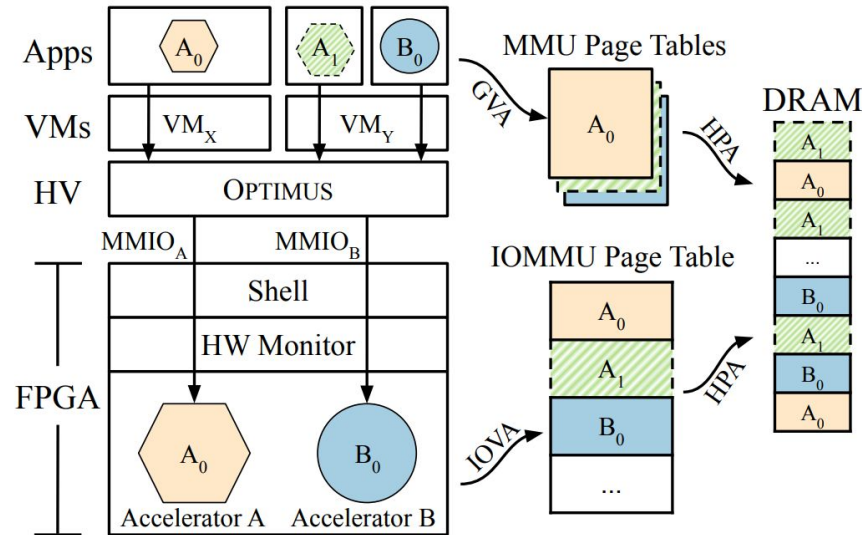 Apps
A0
A1
B0
VMs
VMX
VMY
HV
OPTIMUS
MMIOA
MMIOB
FPGA
Shell
HW Monitor
A0
B0
Accelerator A
Accelerator B
GVA
MMU Page Tables
A0
HPA
IOVA
IOMMU Page Table
A0
A1
B0
...
HPA
DRAM
A1
A0
A1
...
B0
A1
B0
A0